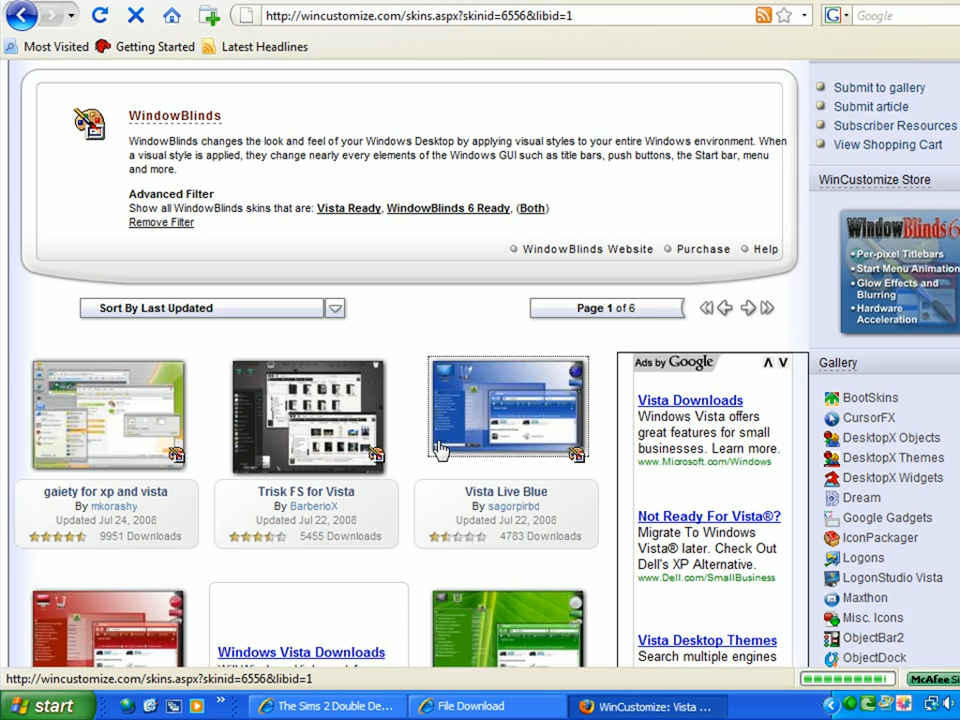 http://wincustomize.com/skins.aspx?skinid=6556&libid=1
Google
Most Visited
Getting Started
Latest Headlines
WindowBlinds
WindowBlinds changes the look and feel of your Windows Desktop by applying visual styles to your entire Windows environment. When
a visual style is applied, they change nearly every elements of the Windows GUI such as title bars, push buttons, the Start bar, menu
and more.
Advanced Filter
Show all WindowBlinds skins that are: Vista Ready, WindowBlinds 6 Ready, (Both)
Remove Filter
WindowBlinds Website
Purchase
Help
Sort By Last Updated
Page 1 of 6
gaiety for xp and vista
By mkorashy
Updated Jul 24, 2008
9951 Downloads
Trisk FS for Vista
By BarberioX
Updated Jul 22, 2008
5455 Downloads
Vista Live Blue
By sagorpirbd
Updated Jul 22, 2008
4783 Downloads
Windows Vista Downloads
Ads by Google
Vista Downloads
Windows Vista offers
great features for small
businesses. Learn more.
www.Microsoft.com/Windows
Not Ready For Vista®?
Migrate To Windows
Vista® later. Check Out
Dell's XP Alternative.
www.Dell.com/SmallBusiness
Vista Desktop Themes
Search multiple engines
Submit to gallery
Submit article
Subscriber Resources
View Shopping Cart
WinCustomize Store
WindowBlinds 6
• Per-pixel Titlebars
• Start Menu Animation
• Glow Effects and
Blurring
• Hardware
Acceleration
Gallery
BootSkins
CursorFX
DesktopX Objects
DesktopX Themes
DesktopX Widgets
Dream
Google Gadgets
IconPackager
Logons
LogonStudio Vista
Maxthon
Misc. Icons
ObjectBar2
ObjectDock
http://wincustomize.com/skins.aspx?skinid=6556&libid=1
McAfee Si
start
The Sims 2 Double De...
File Download
WinCustomize: Vista ...